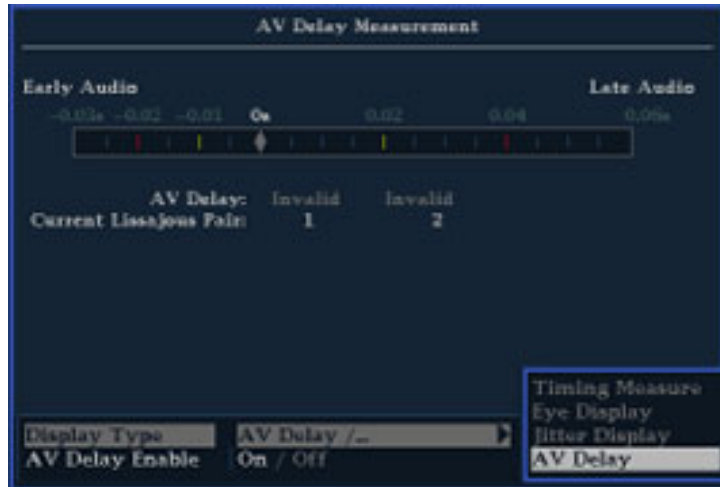 AV Delay Measurement
Early Audio Late Audio
-0.03s -0.02 -0.01 0s 0.02 0.04 0.06s
AV Delay: Invalid Invalid
Current Lissajous Pair: 1 2
Timing Measure
Eye Display
Jitter Display
AV Delay
Display Type AV Delay /...
AV Delay Enable On / Off